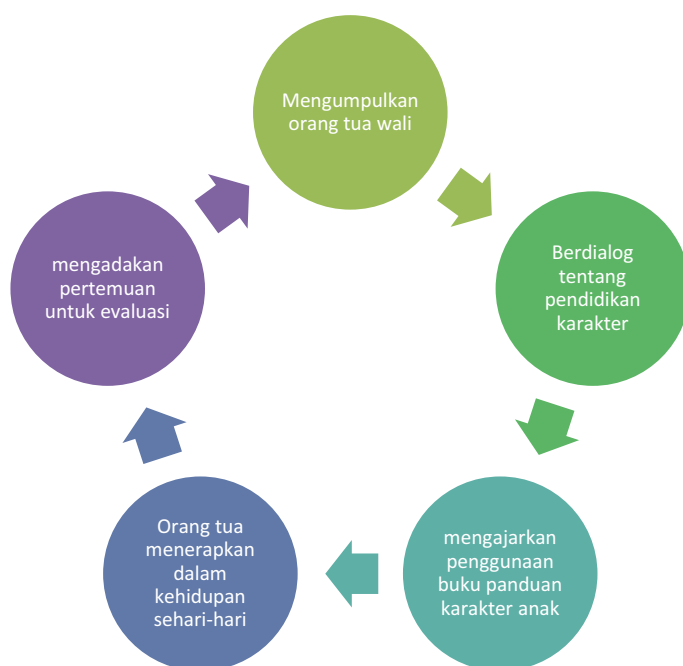 Mengumpulkan
orang tua wali
Berdialog
tentang
pendidikan
karakter
mengajarkan
penggunaan
buku panduan
karakter anak
Orang tua
menerapkan
dalam
kehidupan
sehari-hari
mengadakan
pertemuan
untuk evaluasi